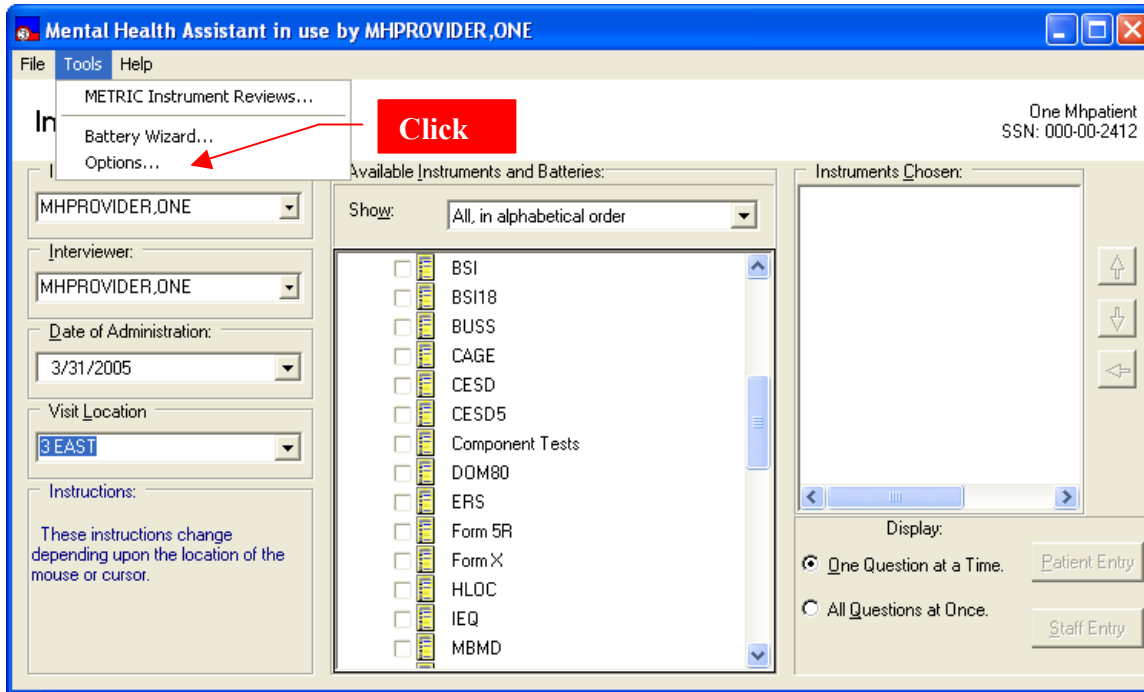 Mental Health Assistant in use by MHPROVIDER,ONE
File Tools Help
METRIC Instrument Reviews...
Battery Wizard...
Options...
Click
In
One Mhpatient
SSN: 000-00-2412
I
MHPROVIDER,ONE
Interviewer:
MHPROVIDER,ONE
Date of Administration:
3/31/2005
Visit Location
3 EAST
Instructions:
These instructions change
depending upon the location of the
mouse or cursor.
Available Instruments and Batteries:
Show: All, in alphabetical order
BSI
BSI18
BUSS
CAGE
CESD
CESD5
Component Tests
DOM80
ERS
Form 5R
Form X
HLOC
IEQ
MBMD
Instruments Chosen:
Display:
One Question at a Time.
All Questions at Once.
Patient Entry
Staff Entry